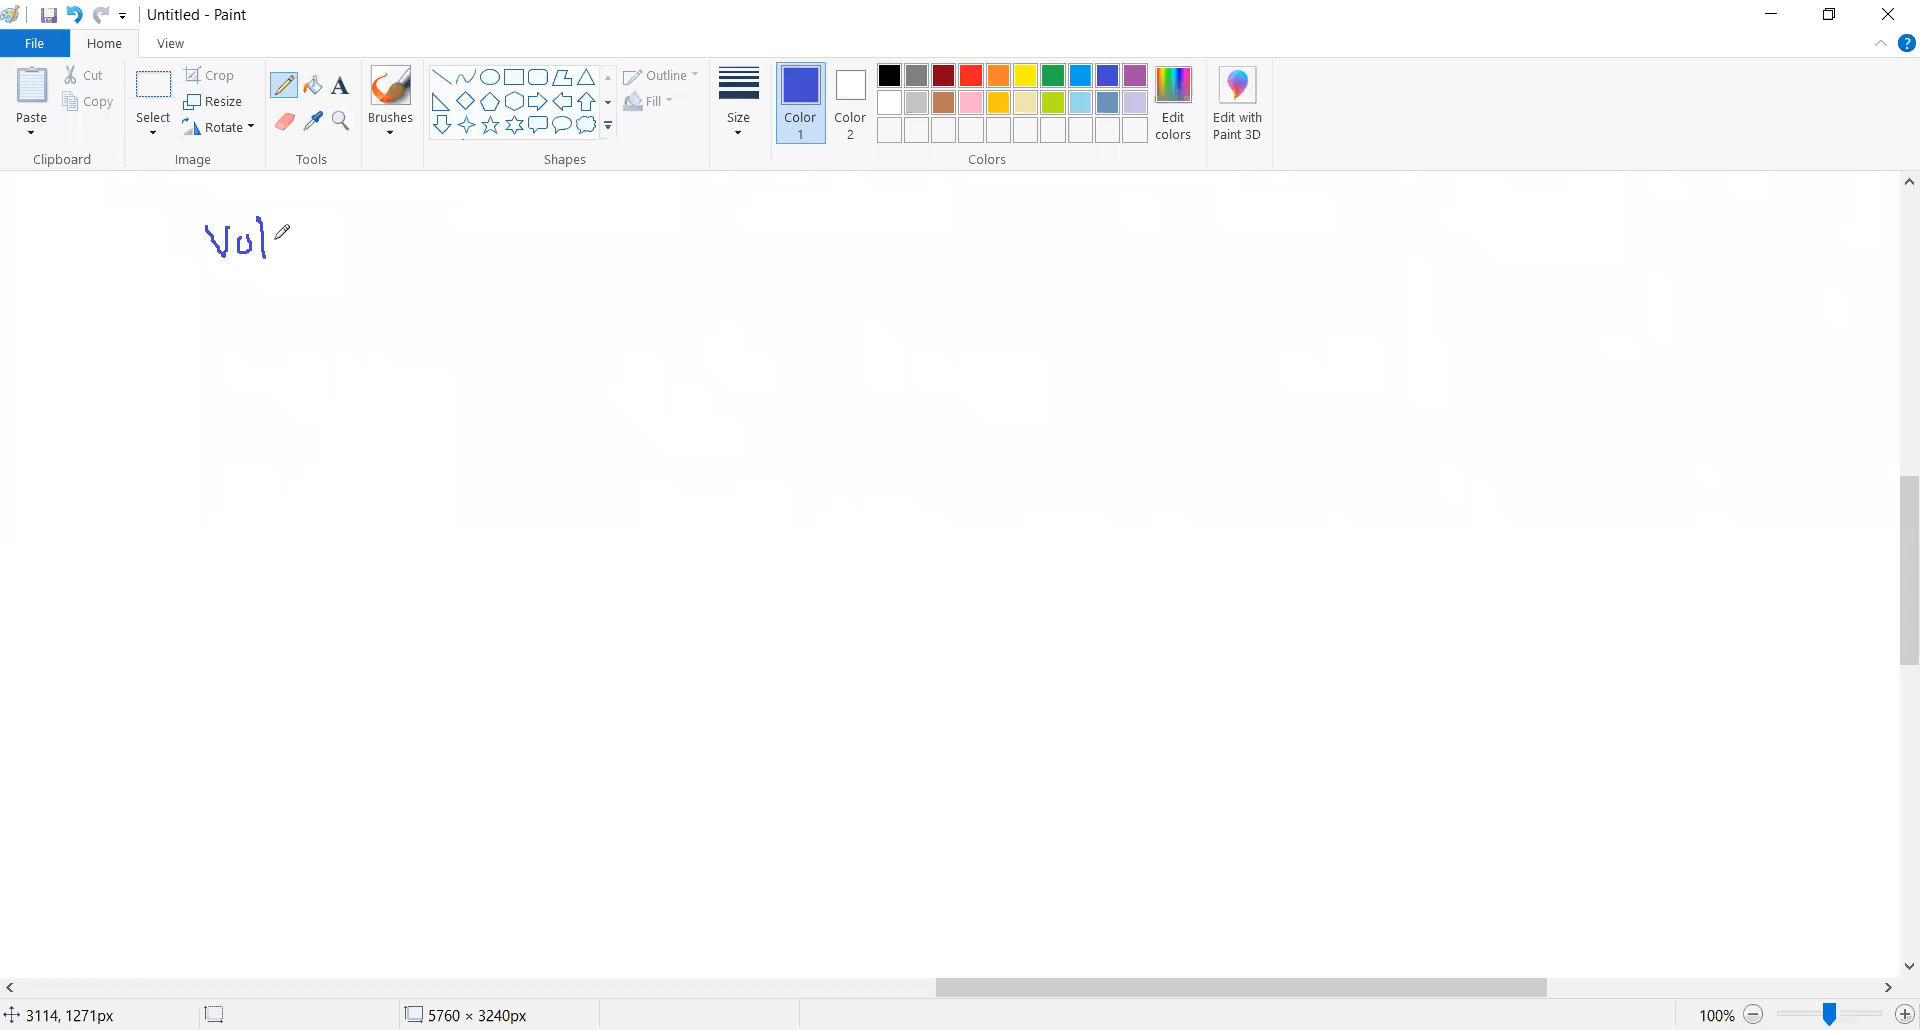 Untitled - Paint
File Home View
?
Paste
Cut
Copy
Clipboard
Select
Crop
Resize
Rotate
Image
A
Tools
Brushes
Outline
Fill
Shapes
Size
Color 1
Color 2
Edit colors
Colors
Edit with Paint 3D
Vol
3114, 1271px
5760 × 3240px
100%